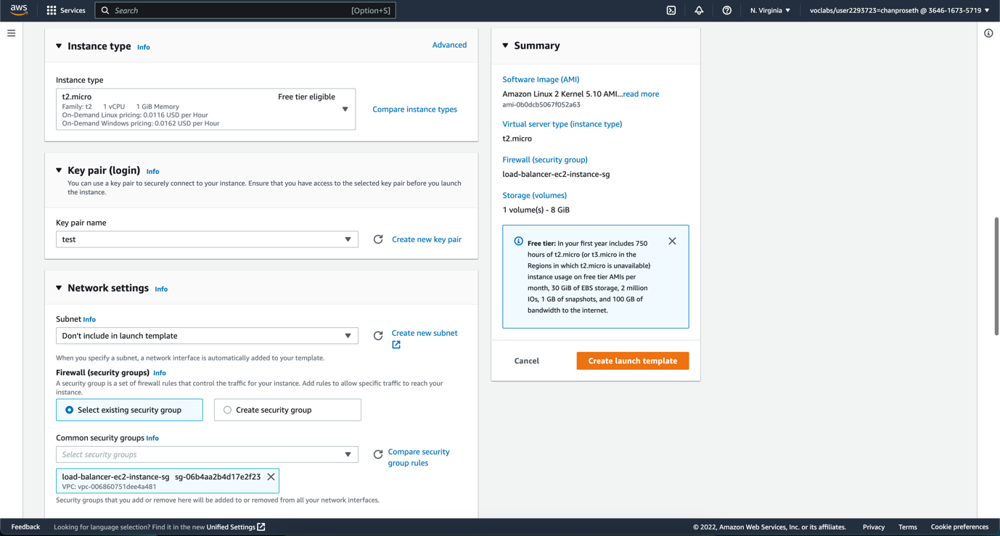 aws
Services
Search
[Option+S]
N. Virginia
voclabs/user2293723=chanproseth @ 3646-1673-5719
Instance type Info
Advanced
Instance type
t2.micro
Free tier eligible
Family: t2 1 vCPU 1 GiB Memory
On-Demand Linux pricing: 0.0116 USD per Hour
On-Demand Windows pricing: 0.0162 USD per Hour
Compare instance types
Key pair (login) Info
You can use a key pair to securely connect to your instance. Ensure that you have access to the selected key pair before you launch
the instance.
Key pair name
test
Create new key pair
Network settings Info
Subnet Info
Don't include in launch template
Create new subnet
When you specify a subnet, a network interface is automatically added to your template.
Firewall (security groups) Info
A security group is a set of firewall rules that control the traffic for your instance. Add rules to allow specific traffic to reach your
instance.
Select existing security group
Create security group
Common security groups Info
Select security groups
Compare security
group rules
load-balancer-ec2-instance-sg sg-06b4aa2b4d17e2f23
VPC: vpc-006860751dee4a481
Security groups that you add or remove here will be added to or removed from all your network interfaces.
Summary
Software Image (AMI)
Amazon Linux 2 Kernel 5.10 AMI...read more
ami-0b0dcb5067f052a63
Virtual server type (instance type)
t2.micro
Firewall (security group)
load-balancer-ec2-instance-sg
Storage (volumes)
1 volume(s) - 8 GiB
Free tier: In your first year includes 750
hours of t2.micro (or t3.micro in the
Regions in which t2.micro is unavailable)
instance usage on free tier AMIs per
month, 30 GiB of EBS storage, 2 million
IOs, 1 GB of snapshots, and 100 GB of
bandwidth to the internet.
Cancel
Create launch template
Feedback
Looking for language selection? Find it in the new Unified Settings
© 2022, Amazon Web Services, Inc. or its affiliates.
Privacy
Terms
Cookie preferences